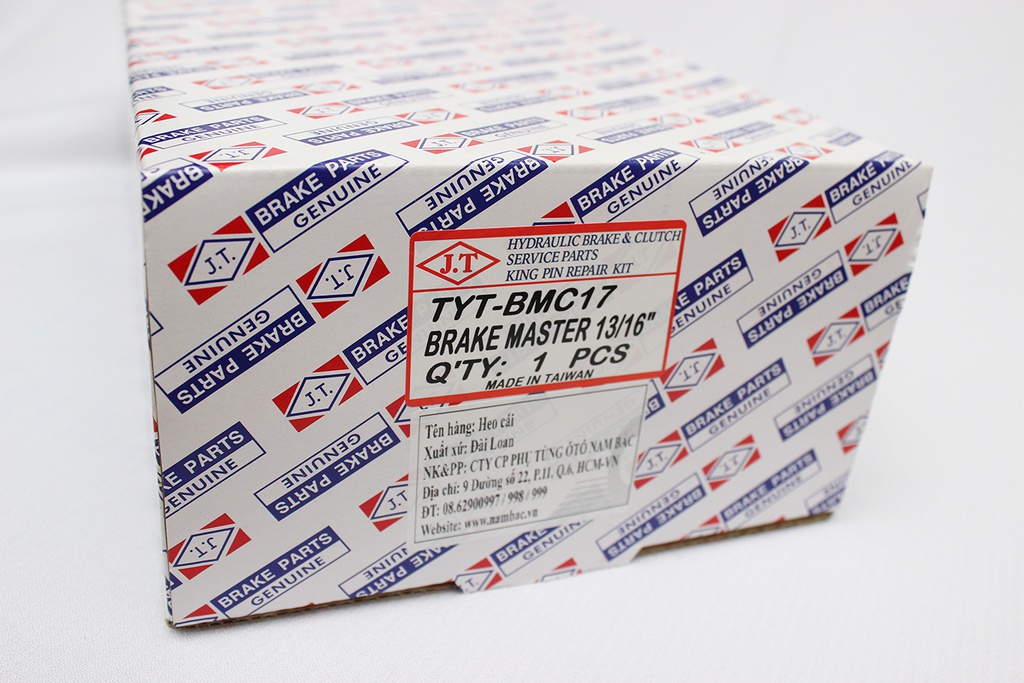 J.T
HYDRAULIC BRAKE & CLUTCH
SERVICE PARTS
KING PIN REPAIR KIT
TYT-BMC17
BRAKE MASTER 13/16"
Q'TY: 1 PCS
MADE IN TAIWAN
Tên hàng: Heo cái
Xuất xứ: Đài Loan
NK&PP: CTY CP PHỤ TÙNG ÔTÔ NAM BẮC
Địa chỉ: 9 Đường số 22, P.11, Q.6, HCM-VN
ĐT: 08.62900997 / 998 / 999
Website: www.nambac.vn
J.T.
BRAKE PARTS
GENUINE